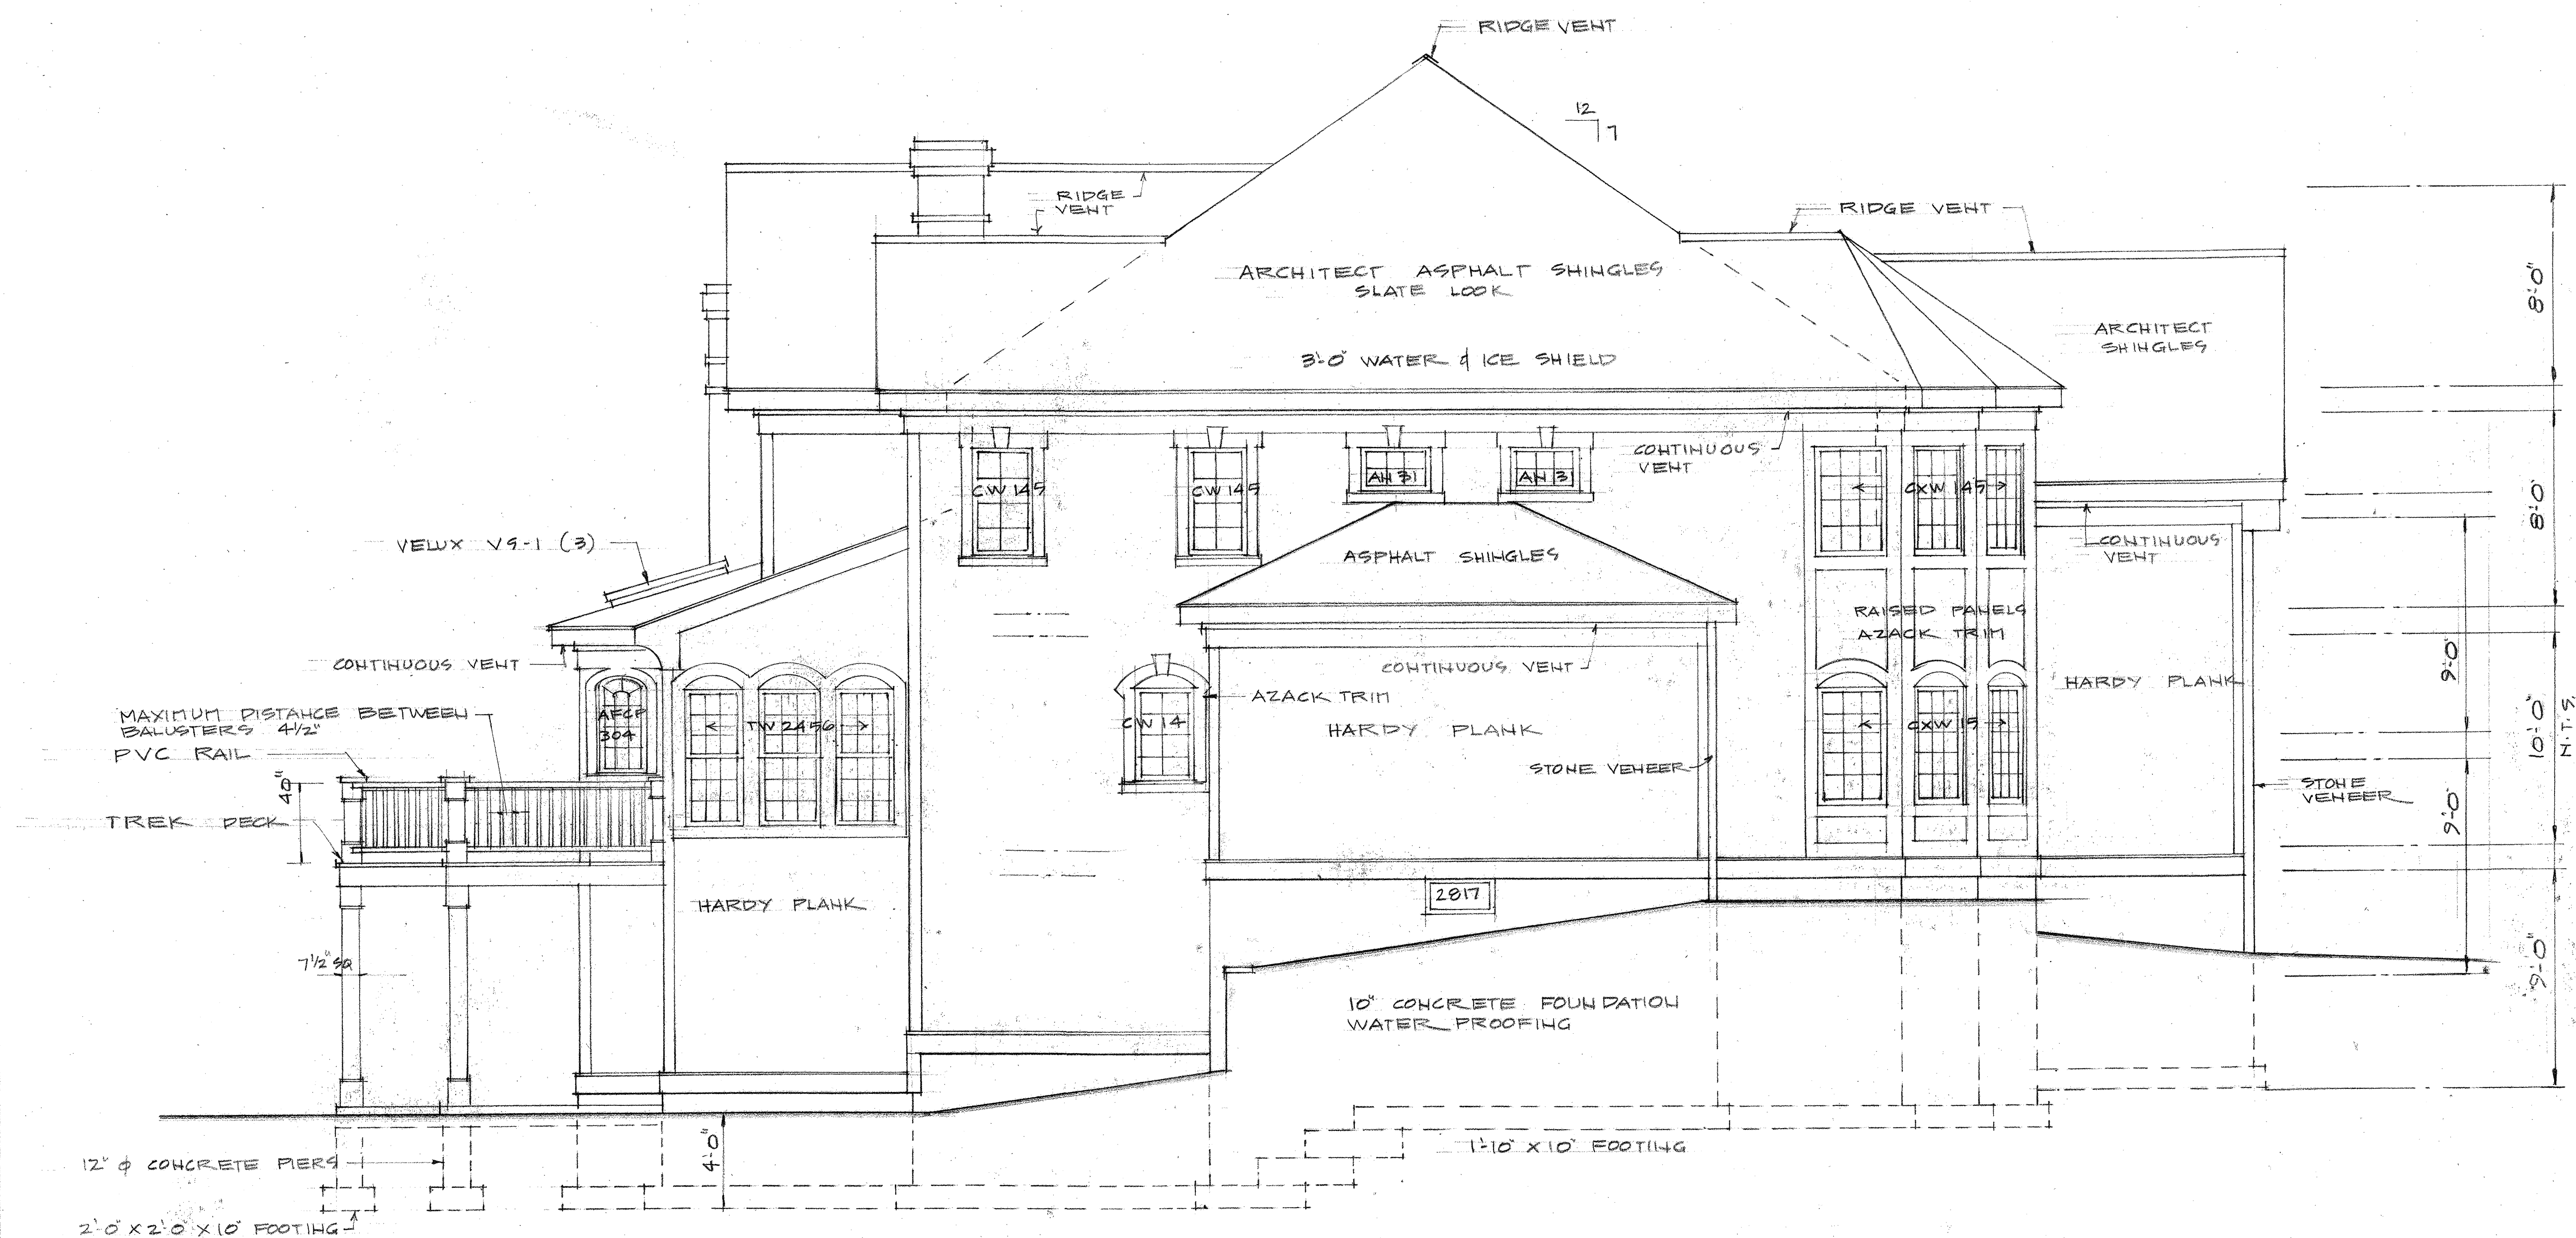 RIDGE VENT
12
7
RIDGE
VENT
RIDGE VENT
ARCHITECT ASPHALT SHINGLES
SLATE LOOK
8'-0"
ARCHITECT
SHINGLES
3'-0" WATER & ICE SHIELD
CONTINUOUS
VENT
CW 145
CW 145
AN 31
AN 31
CXW 145
8'-0"
VELUX VS-1 (3)
ASPHALT SHINGLES
CONTINUOUS
VENT
RAISED PANELS
AZACK TRIM
CONTINUOUS VENT
CONTINUOUS VENT
9'-0"
HARDY PLANK
AZACK TRIM
MAXIMUM DISTANCE BETWEEN
BALUSTERS 4 1/2"
AFCP
304
TW 2456
CW 14
HARDY PLANK
CXW 15
10'-0"
N.T.S.
PVC RAIL
STONE VENEER
STONE
VENEER
40"
TREK DECK
9'-0"
2817
HARDY PLANK
7 1/2" SQ
9'-0"
10" CONCRETE FOUNDATION
WATER PROOFING
4'-0"
1'-10" X 10" FOOTING
12" ϕ CONCRETE PIERS
2'-0" X 2'-0" X 10" FOOTING